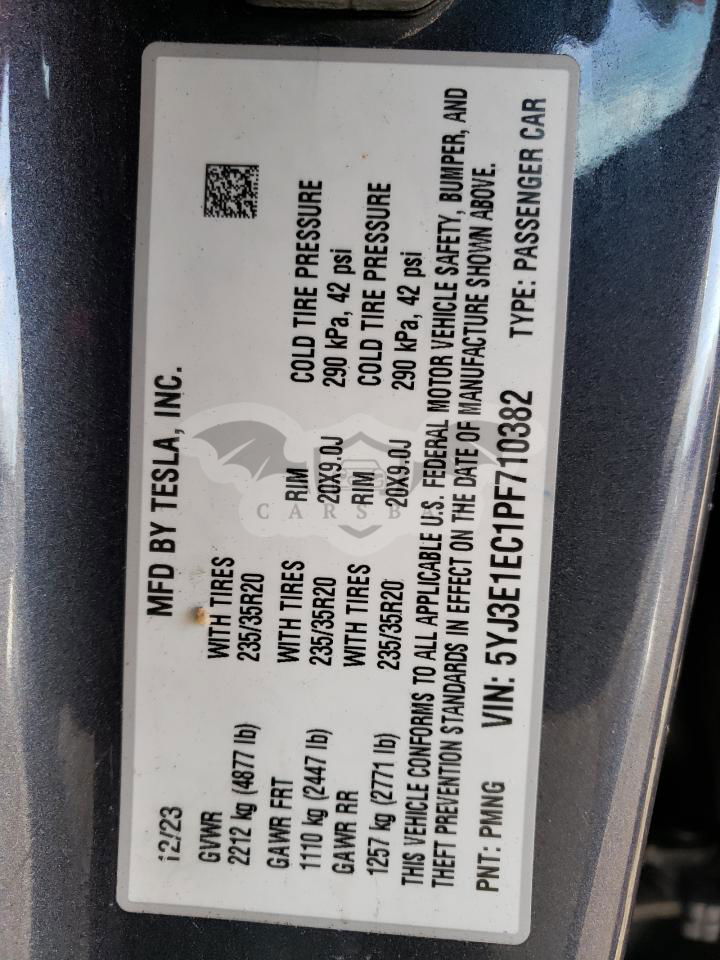 12/23 MFD BY TESLA, INC.
GVWR WITH TIRES
2212 kg (4877 lb) 235/35R20
GAWR FRT WITH TIRES RIM COLD TIRE PRESSURE
1110 kg (2447 lb) 235/35R20 20X9.0J 290 kPa, 42 psi
GAWR RR WITH TIRES RIM COLD TIRE PRESSURE
1257 kg (2771 lb) 235/35R20 20X9.0J 290 kPa, 42 psi
THIS VEHICLE CONFORMS TO ALL APPLICABLE U.S. FEDERAL MOTOR VEHICLE SAFETY, BUMPER, AND
THEFT PREVENTION STANDARDS IN EFFECT ON THE DATE OF MANUFACTURE SHOWN ABOVE.
PNT: PMNG VIN: 5YJ3E1EC1PF710382 TYPE: PASSENGER CAR